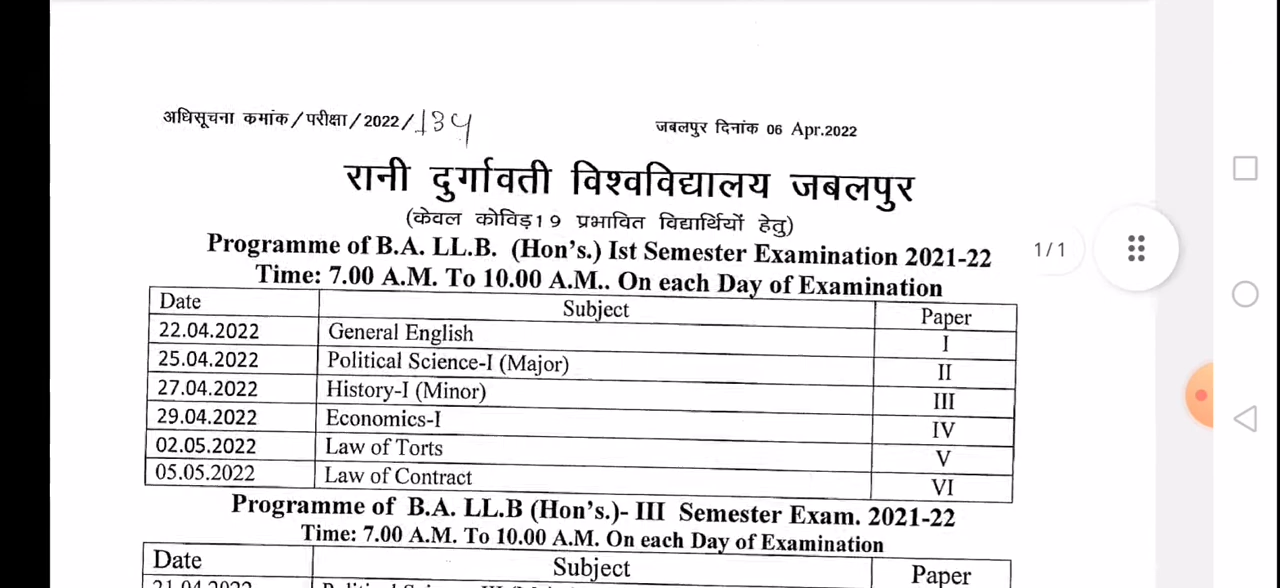 अधिसूचना कमांक/परीक्षा/2022/134
जबलपुर दिनांक 06 Apr.2022
रानी दुर्गावती विश्वविद्यालय जबलपुर
(केवल कोविड़19 प्रभावित विद्यार्थियों हेतु)
Programme of B.A. LL.B. (Hon's.) Ist Semester Examination 2021-22
1/1
Time: 7.00 A.M. To 10.00 A.M.. On each Day of Examination
Date Subject Paper
22.04.2022 General English I
25.04.2022 Political Science-I (Major) II
27.04.2022 History-I (Minor) III
29.04.2022 Economics-I IV
02.05.2022 Law of Torts V
05.05.2022 Law of Contract VI
Programme of B.A. LL.B (Hon's.)- III Semester Exam. 2021-22
Time: 7.00 A.M. To 10.00 A.M. On each Day of Examination
Date Subject Paper